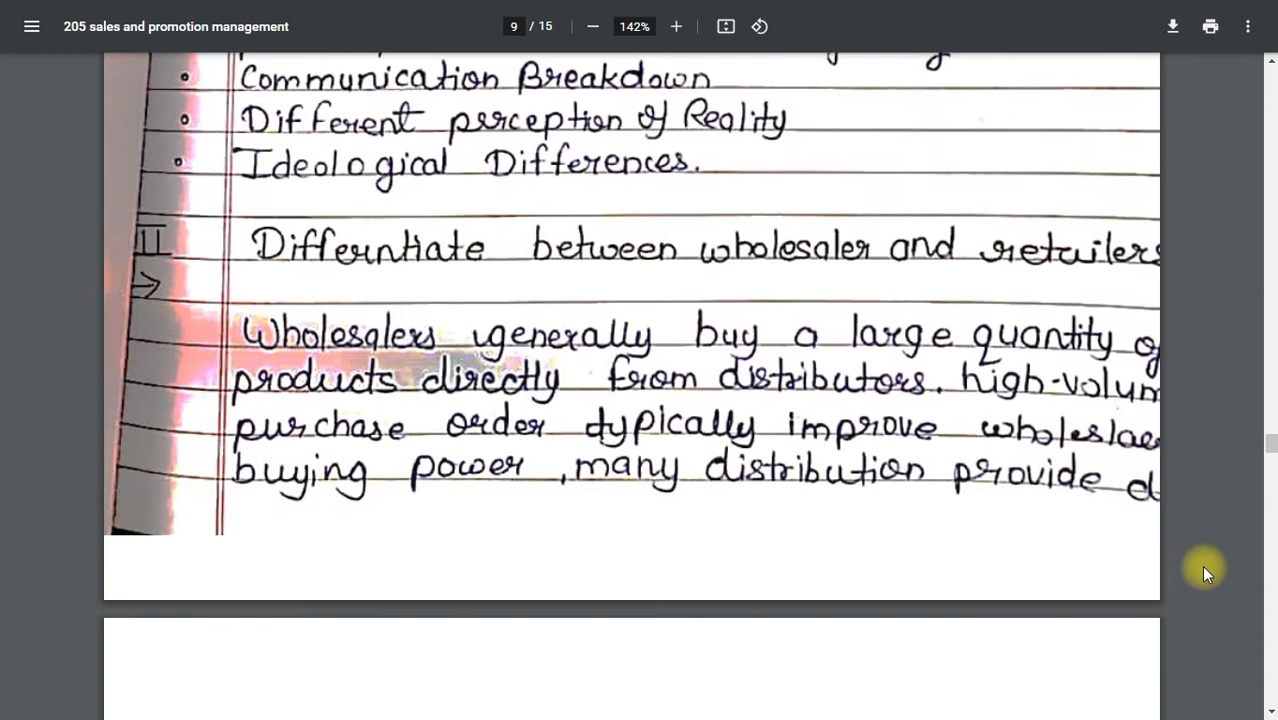 205 sales and promotion management
9 / 15
142%
Communication Breakdown
Different perception of Reality
Ideological Differences.
II Differntiate between wholesaler and retailers
→
Wholesalers generally buy a large quantity of
products directly from distributors. high-volum
purchase order typically improve wholeslaer
buying power, many distribution provide d